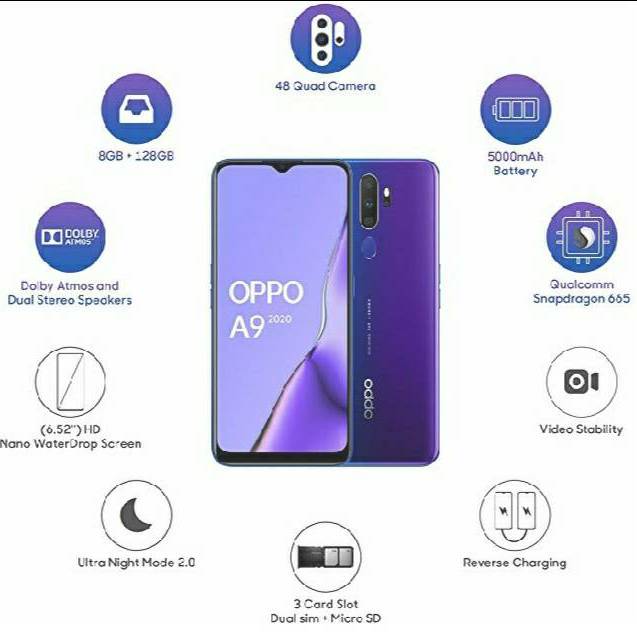 48 Quad Camera
8GB + 128GB
5000mAh
Battery
DOLBY
ATMOS
Dolby Atmos and
Dual Stereo Speakers
Qualcomm
Snapdragon 665
OPPO
A9 2020
oppo
(6.52") HD
Nano WaterDrop Screen
Video Stability
Ultra Night Mode 2.0
Reverse Charging
3 Card Slot
Dual sim + Micro SD